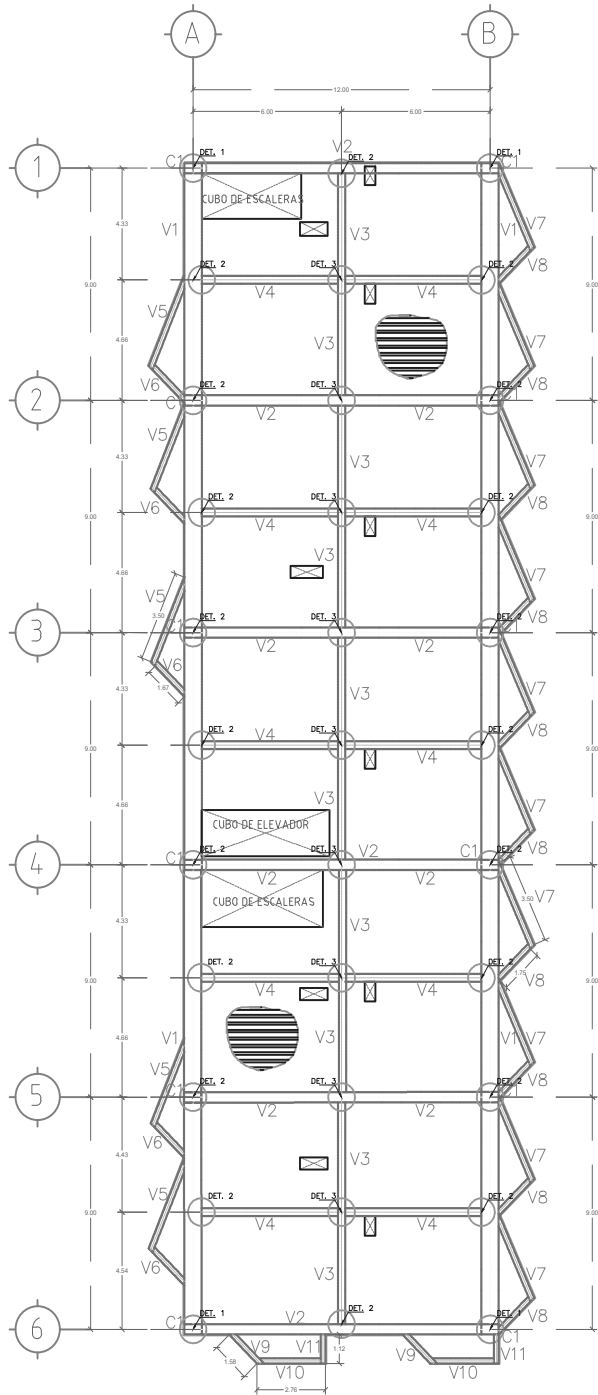 A B
12.00
6.00 6.00
V2
1 C1 DET. 1 DET. 2 DET. 1 C1
CUBO DE ESCALERAS
4.33 V1 V3 V1 V7
9.00 9.00
DET. 2 DET. 3 DET. 2 V8
V4 V4
V5
4.66 V3 V7
V6 DET. 2 DET. 2 DET. 2 V8
2 C
V2 V2
V5
4.33 V3 V7
DET. 2 DET. 3 DET. 2 V8
V6
V4 V4
9.00 9.00
4.66 V3 V7
V5
3.50
DET. 2 DET. 2 DET. 2 V8
3 C1
V2 V2
V6
1.67
4.33 V3 V7
DET. 2 DET. 3 DET. 2 V8
V4 V4
9.00 9.00
4.66 V3 V7
CUBO DE ELEVADOR
DET. 2 DET. 2 DET. 2 V8
4 C1 V2 C1
V2 V2
CUBO DE ESCALERAS
4.33 V3 3.50 V7
DET. 2 DET. 3 DET. 2 1.75 V8
V4 V4
9.00 9.00
4.66 V1 V3 V1 V7
V5
DET. 2 DET. 2 DET. 2 V8
5 C1
V2 V2
V6
4.43 V3 V7
V5
DET. 2 DET. 3 DET. 2 V8
V4 V4
9.00 9.00
4.54 V6 V3 V7
DET. 1 V2 DET. 2 DET. 1 V8
6 C1 C1
V9 V11 1.12 V9 V11
1.58 V10 V10
2.76